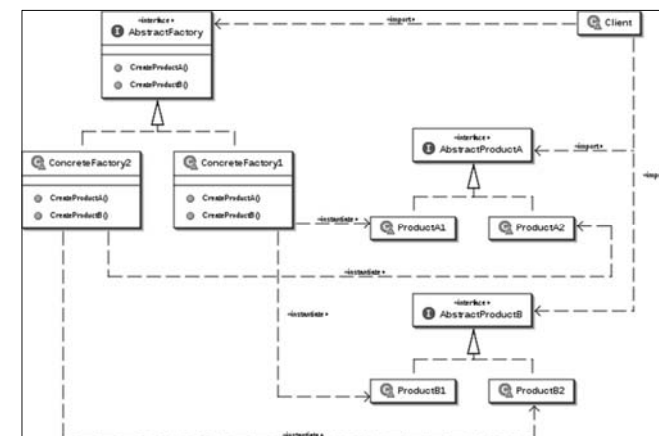 «interface»
AbstractFactory
CreateProductA()
CreateProductB()
«import»
Client
ConcreteFactory2
CreateProductA()
CreateProductB()
ConcreteFactory1
CreateProductA()
CreateProductB()
«interface»
AbstractProductA
«import»
«impo
«instantiate»
ProductA1
ProductA2
«instantiate»
«interface»
AbstractProductB
«instantiate»
ProductB1
ProductB2
«instantiate»